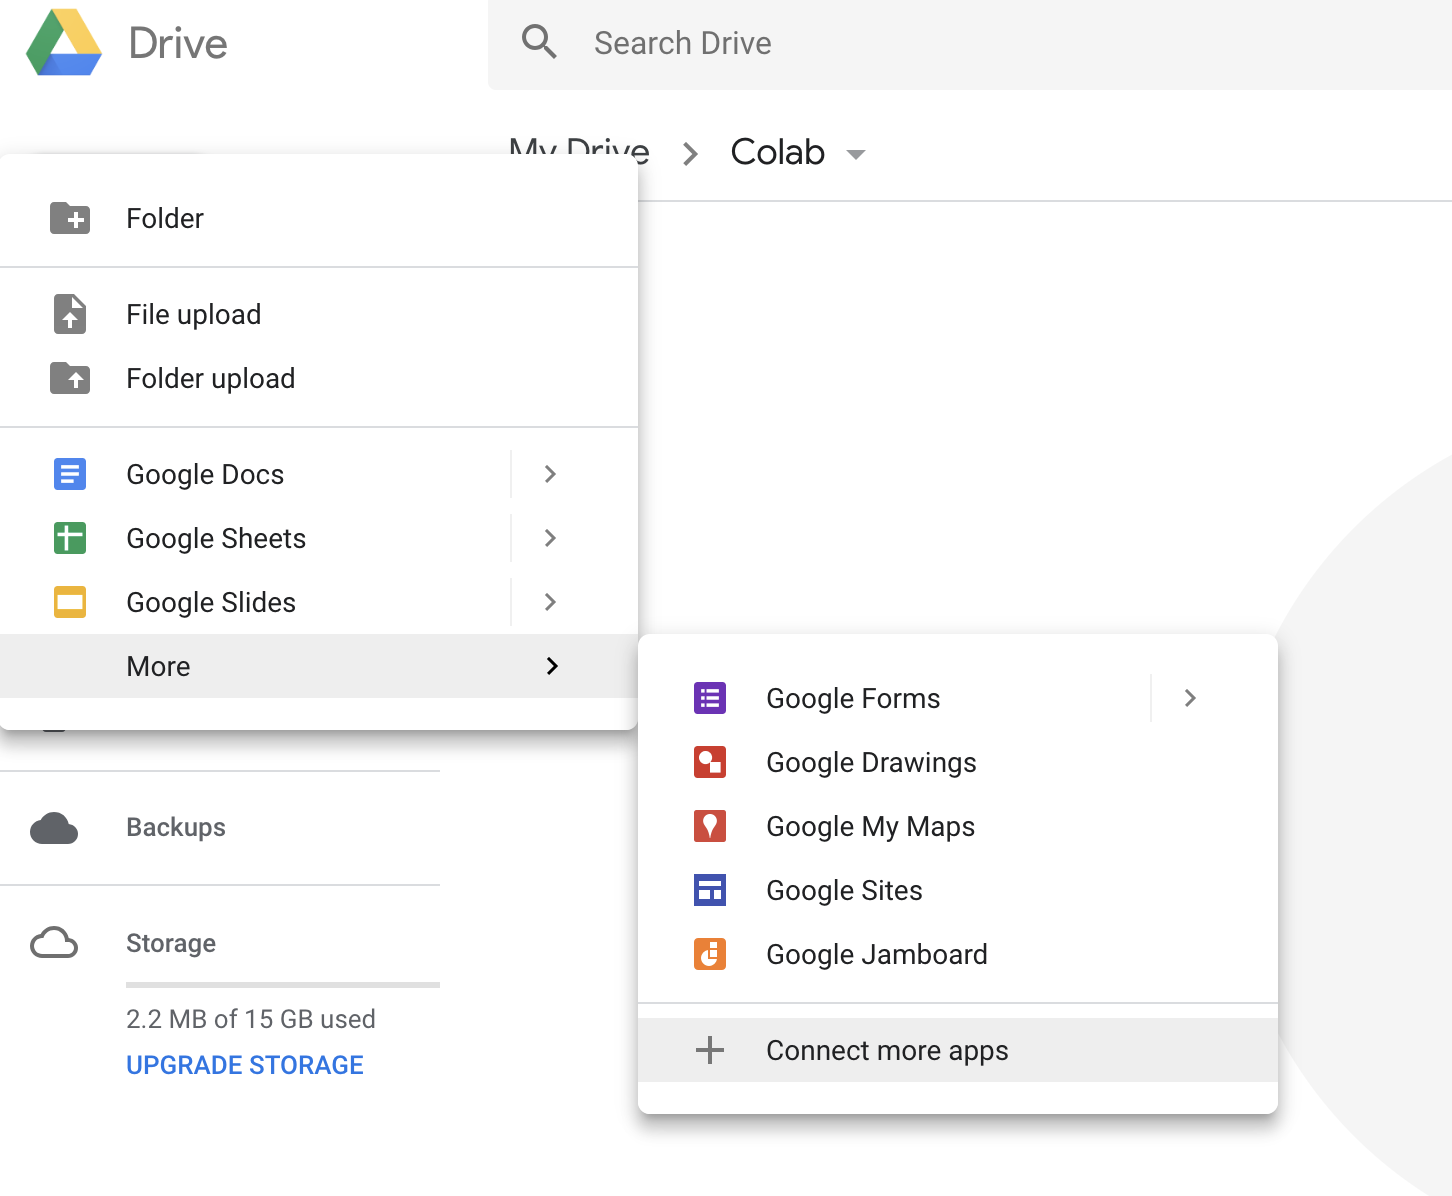 Drive
Search Drive
My Drive
Colab
Folder
File upload
Folder upload
Google Docs
Google Sheets
Google Slides
More
Google Forms
Google Drawings
Google My Maps
Google Sites
Google Jamboard
Connect more apps
Backups
Storage
2.2 MB of 15 GB used
UPGRADE STORAGE